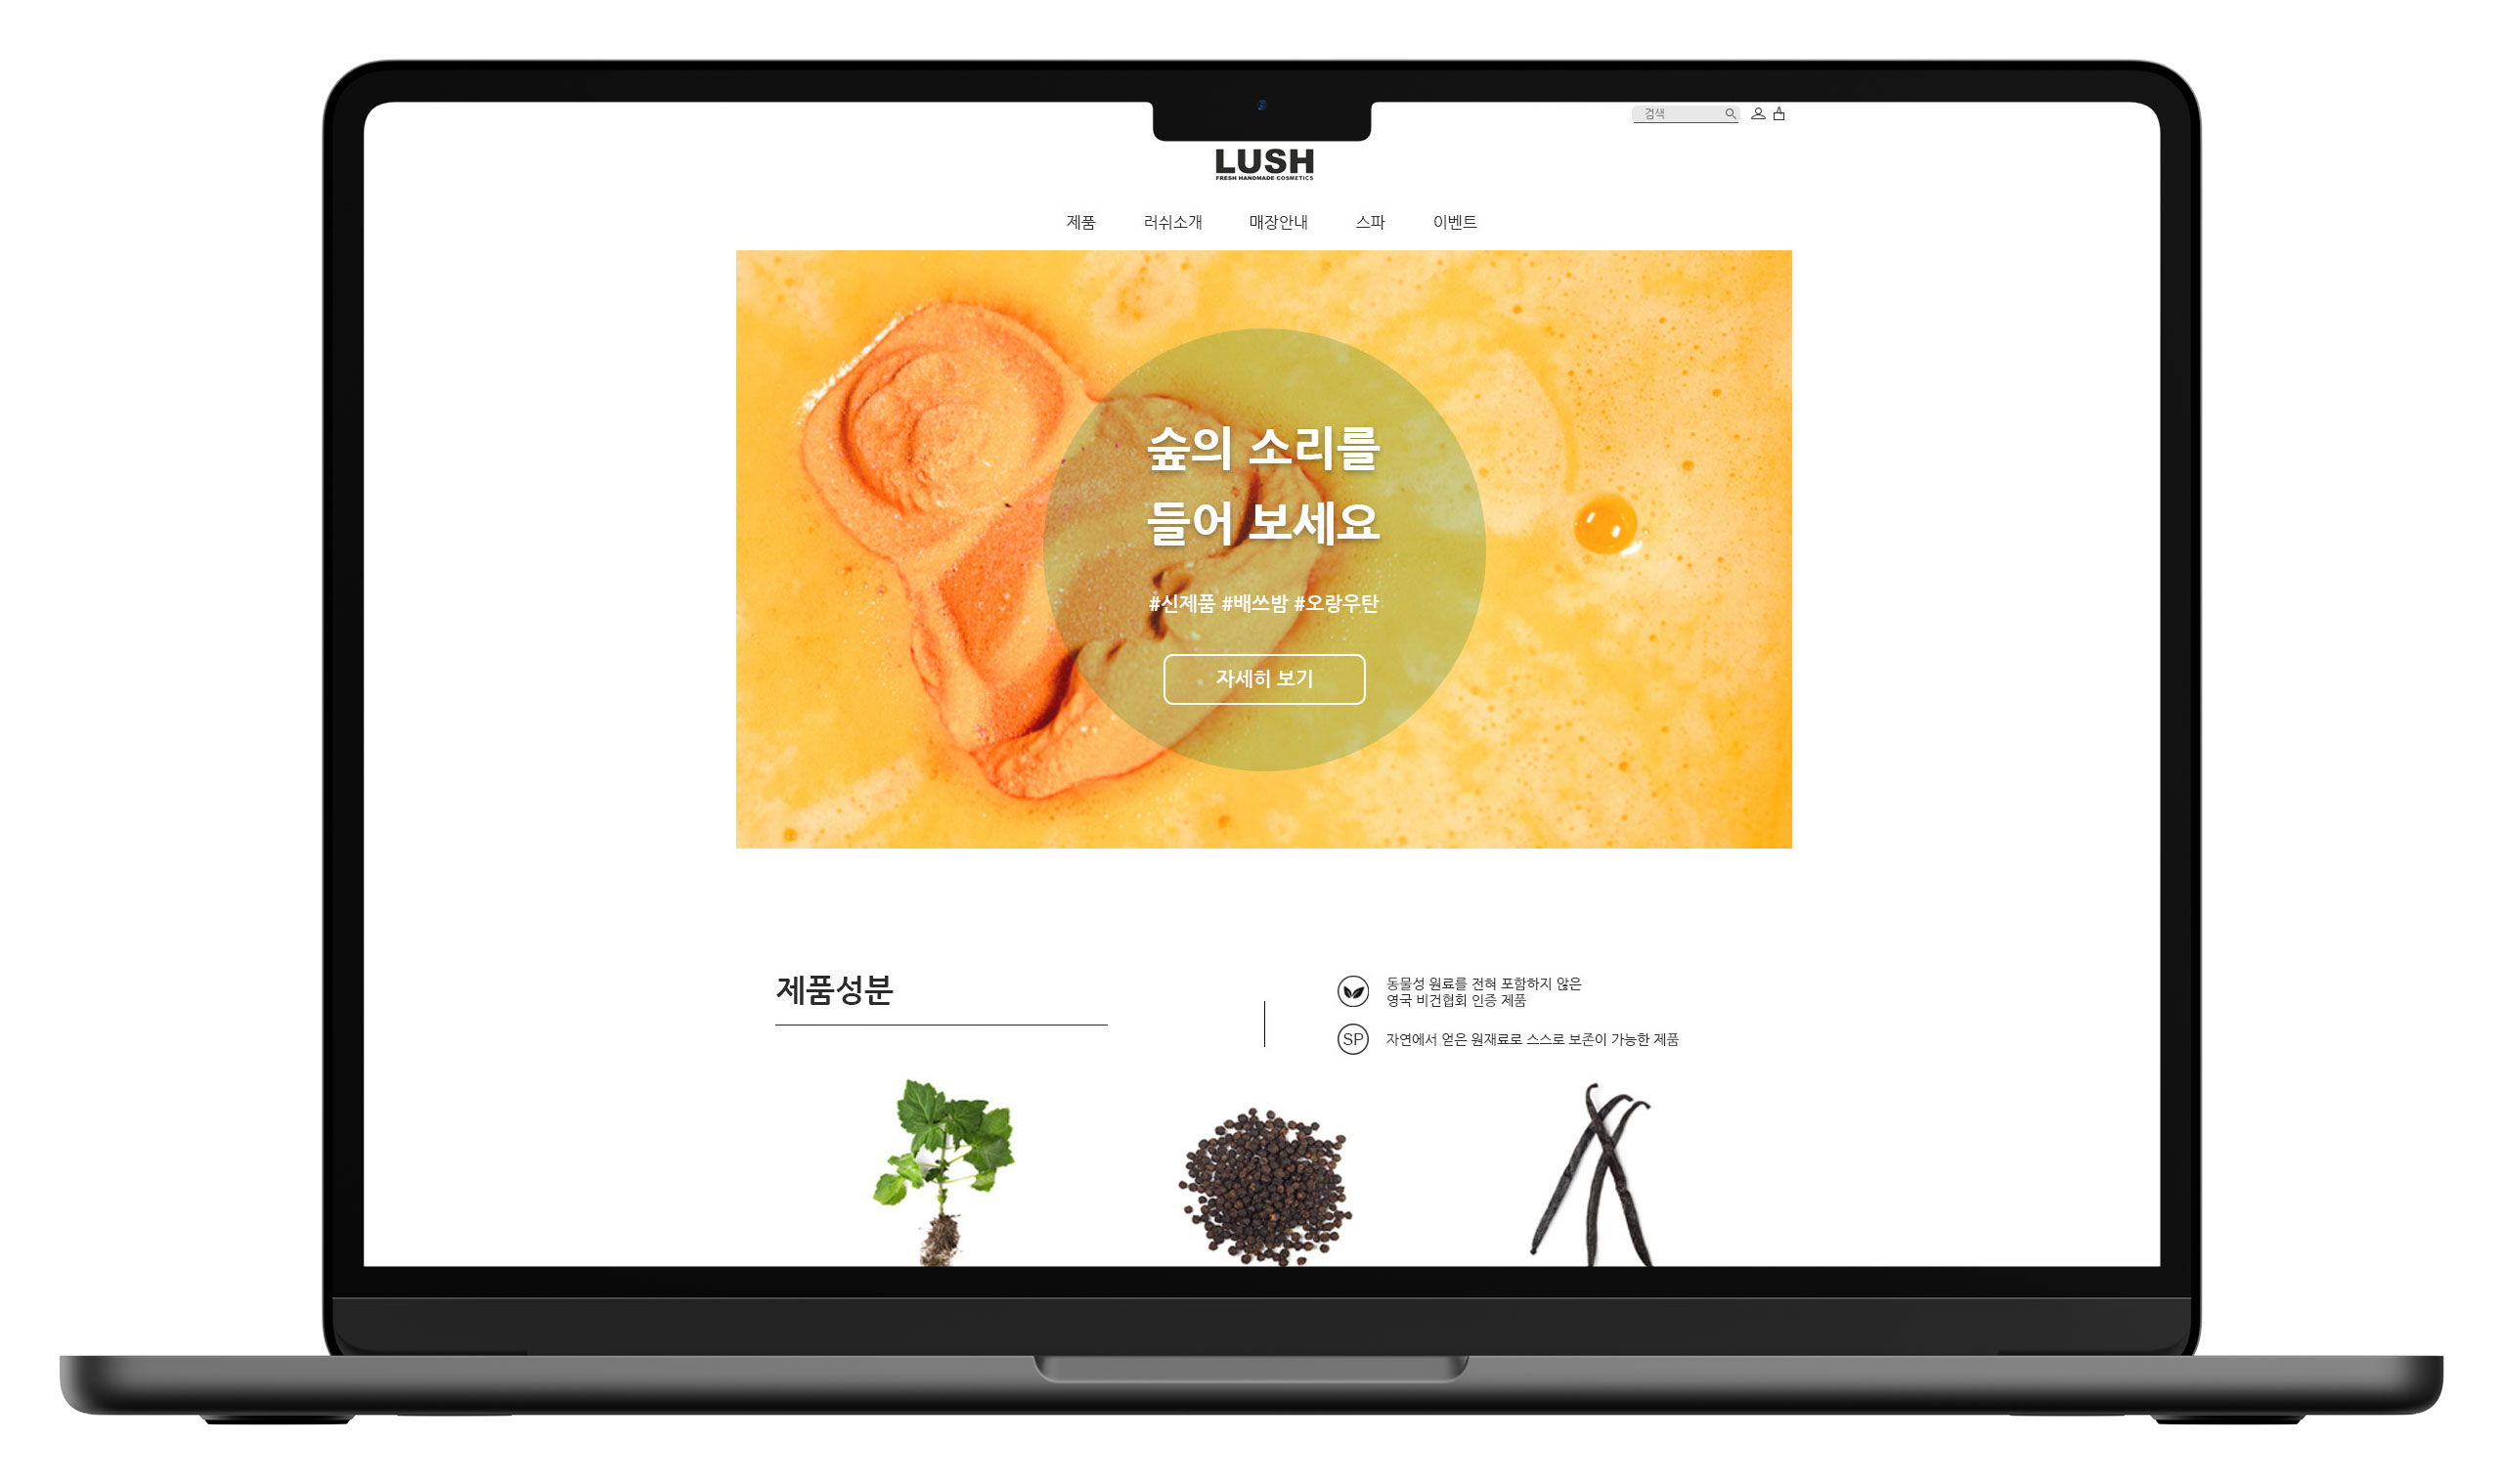 검색
LUSH
FRESH HANDMADE COSMETICS
제품 러쉬소개 매장안내 스파 이벤트
숲의 소리를
들어 보세요
#신제품 #배쓰밤 #오랑우탄
자세히 보기
제품성분
동물성 원료를 전혀 포함하지 않은
영국 비건협회 인증 제품
SP 자연에서 얻은 원재료로 스스로 보존이 가능한 제품